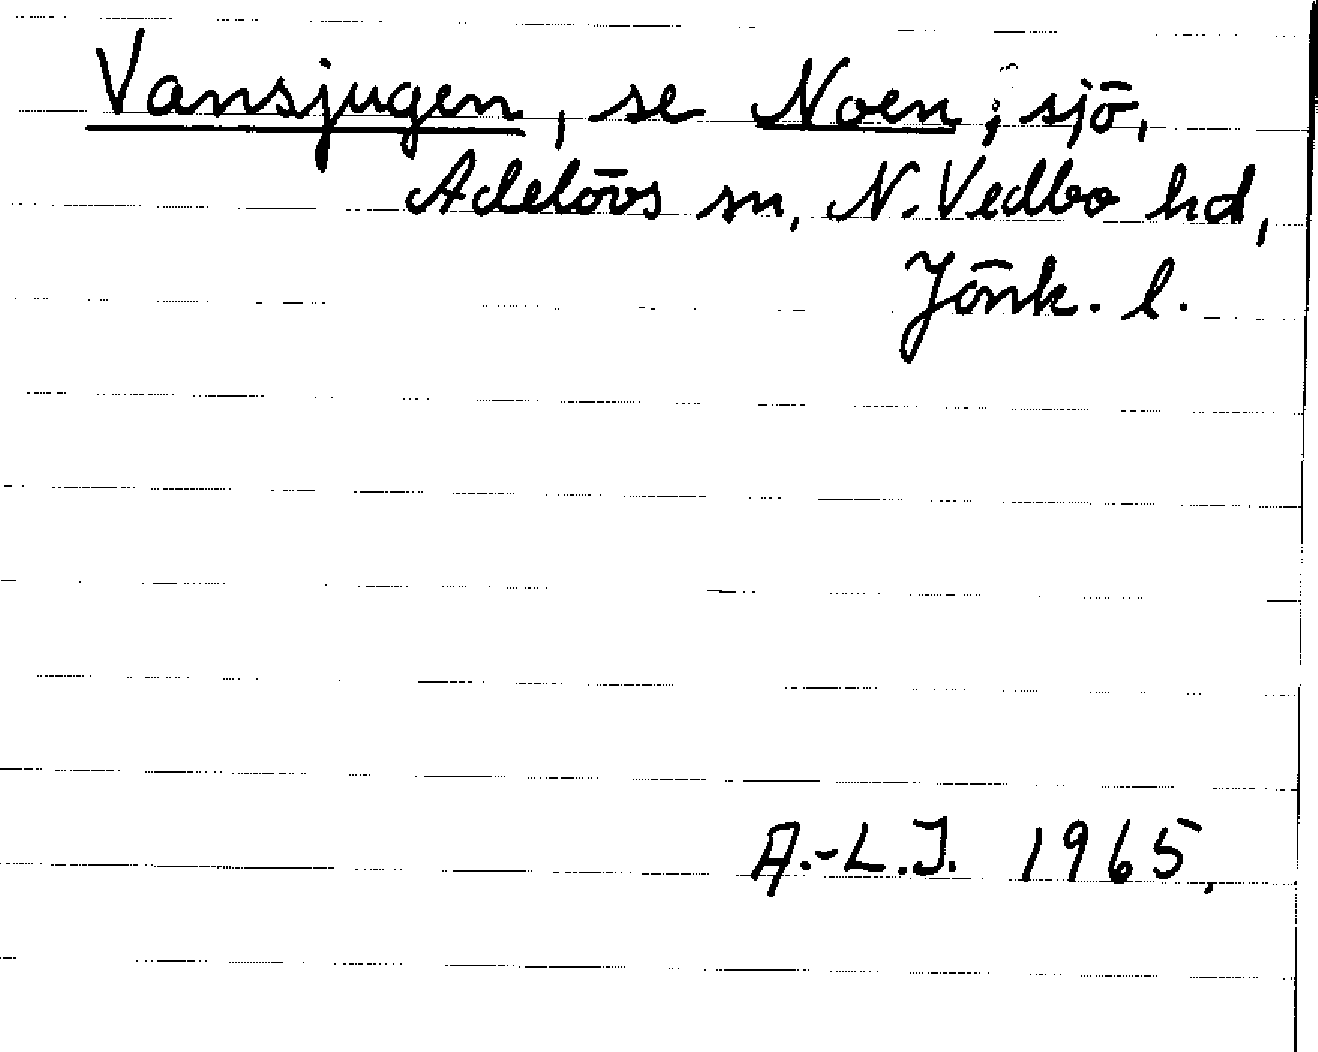 Vansjugen, se Noen; sjö,
Adelövs sn, N. Vedbo hd,
Jönk. l.
A.-L.J. 1965.